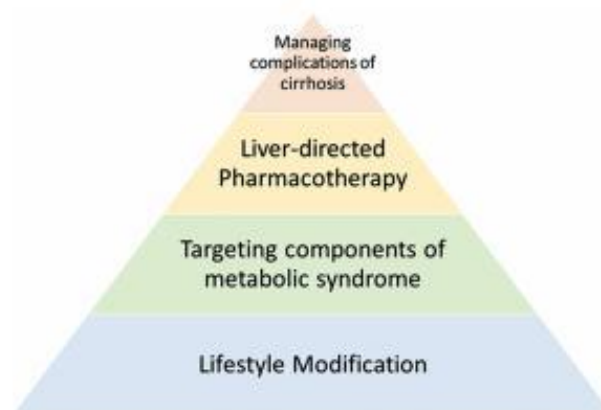 Managing
complications of
cirrhosis
Liver-directed
Pharmacotherapy
Targeting components of
metabolic syndrome
Lifestyle Modification